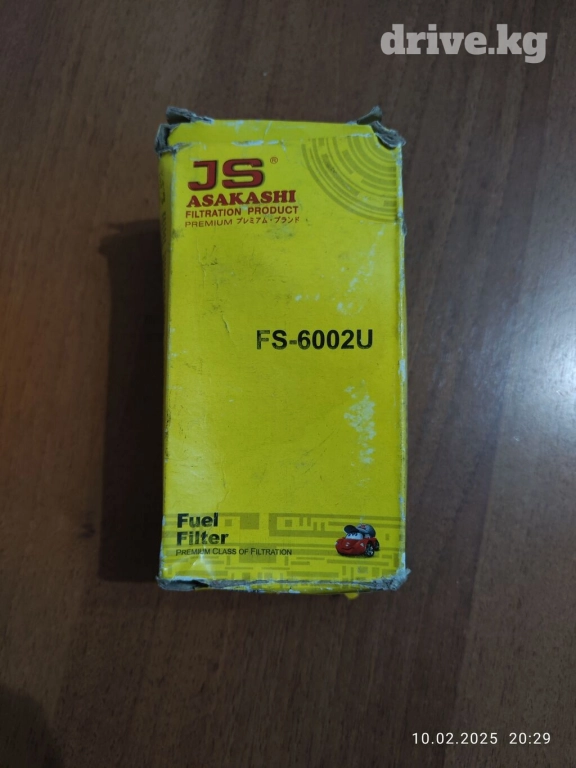 drive.kg
JS®
ASAKASHI
FILTRATION PRODUCT
PREMIUM プレミアム・ブランド
FS-6002U
Fuel
Filter
PREMIUM CLASS OF FILTRATION
10.02.2025 20:29